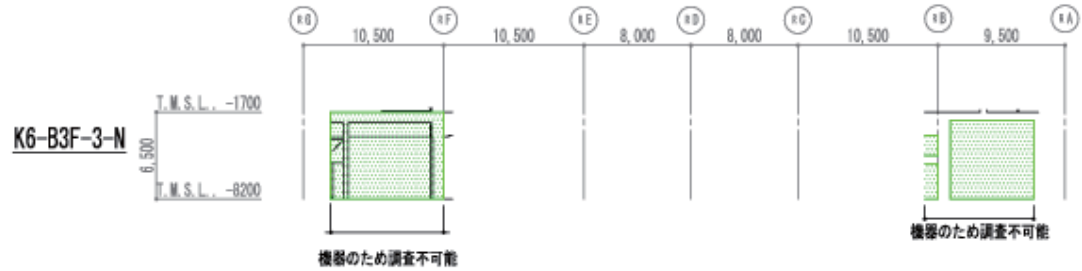 RG RF RE RD RC RB RA
10,500 10,500 8,000 8,000 10,500 9,500
T.M.S.L.. -1700
K6-B3F-3-N
6,500
T.M.S.L.. -8200
機器のため調査不可能
機器のため調査不可能